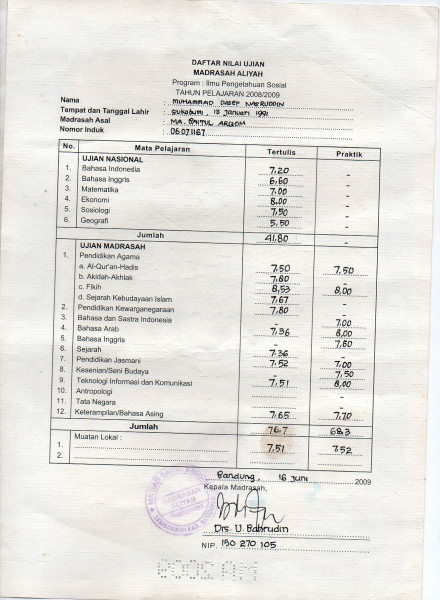 DAFTAR NILAI UJIAN
MADRASAH ALIYAH
Program : Ilmu Pengetahuan Sosial
TAHUN PELAJARAN 2008/2009
Nama : MUHAMMAD DASEP NASRUDDIN
Tempat dan Tanggal Lahir : Sukabumi, 13 Januari 1991
Madrasah Asal : MA. BAITUL ARQOM
Nomor Induk : 06071167
No. Mata Pelajaran Tertulis Praktik
UJIAN NASIONAL
1. Bahasa Indonesia 7,20 -
2. Bahasa Inggris 6,60 -
3. Matematika 7,00 -
4. Ekonomi 8,00 -
5. Sosiologi 7,50 -
6. Geografi 5,50 -
Jumlah 41,80 -
UJIAN MADRASAH
1. Pendidikan Agama
a. Al-Qur'an-Hadis 7,50 7,50
b. Akidah-Akhlak 7,80 -
c. Fikih 8,53 8,00
d. Sejarah Kebudayaan Islam 7,67 -
2. Pendidikan Kewarganegaraan 7,80 -
3. Bahasa dan Sastra Indonesia - 7,00
4. Bahasa Arab 7,36 8,00
5. Bahasa Inggris - 7,60
6. Sejarah 7,36 -
7. Pendidikan Jasmani 7,52 7,00
8. Kesenian/Seni Budaya - 7,50
9. Teknologi Informasi dan Komunikasi 7,51 8,00
10. Antropologi -
11. Tata Negara - -
12. Keterampilan/Bahasa Asing 7,65 7,70
Jumlah 76,7 68,3
Muatan Lokal :
1. 7,51 7,52
2.
Bandung, 16 Juni 2009
Kepala Madrasah,
MADRASAH
ALIYAH
Drs. U. Bahrudin
NIP. 150 270 105
MA2009